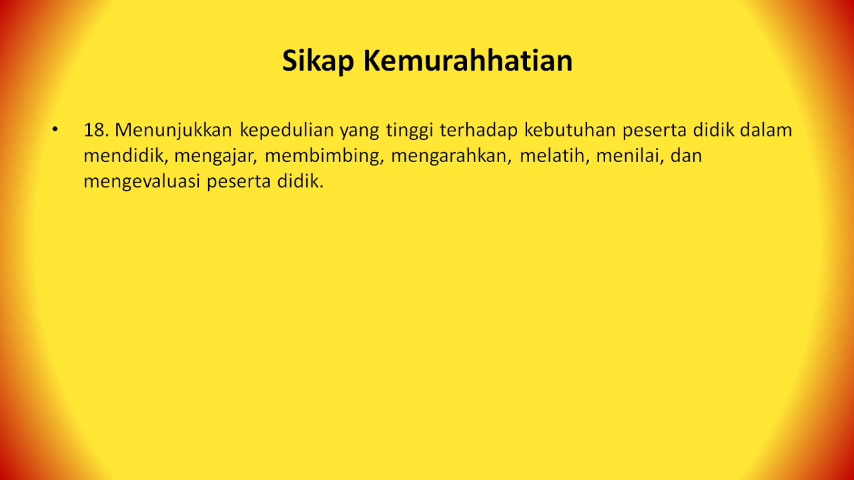 Sikap Kemurahhatian
• 18. Menunjukkan kepedulian yang tinggi terhadap kebutuhan peserta didik dalam
mendidik, mengajar, membimbing, mengarahkan, melatih, menilai, dan
mengevaluasi peserta didik.